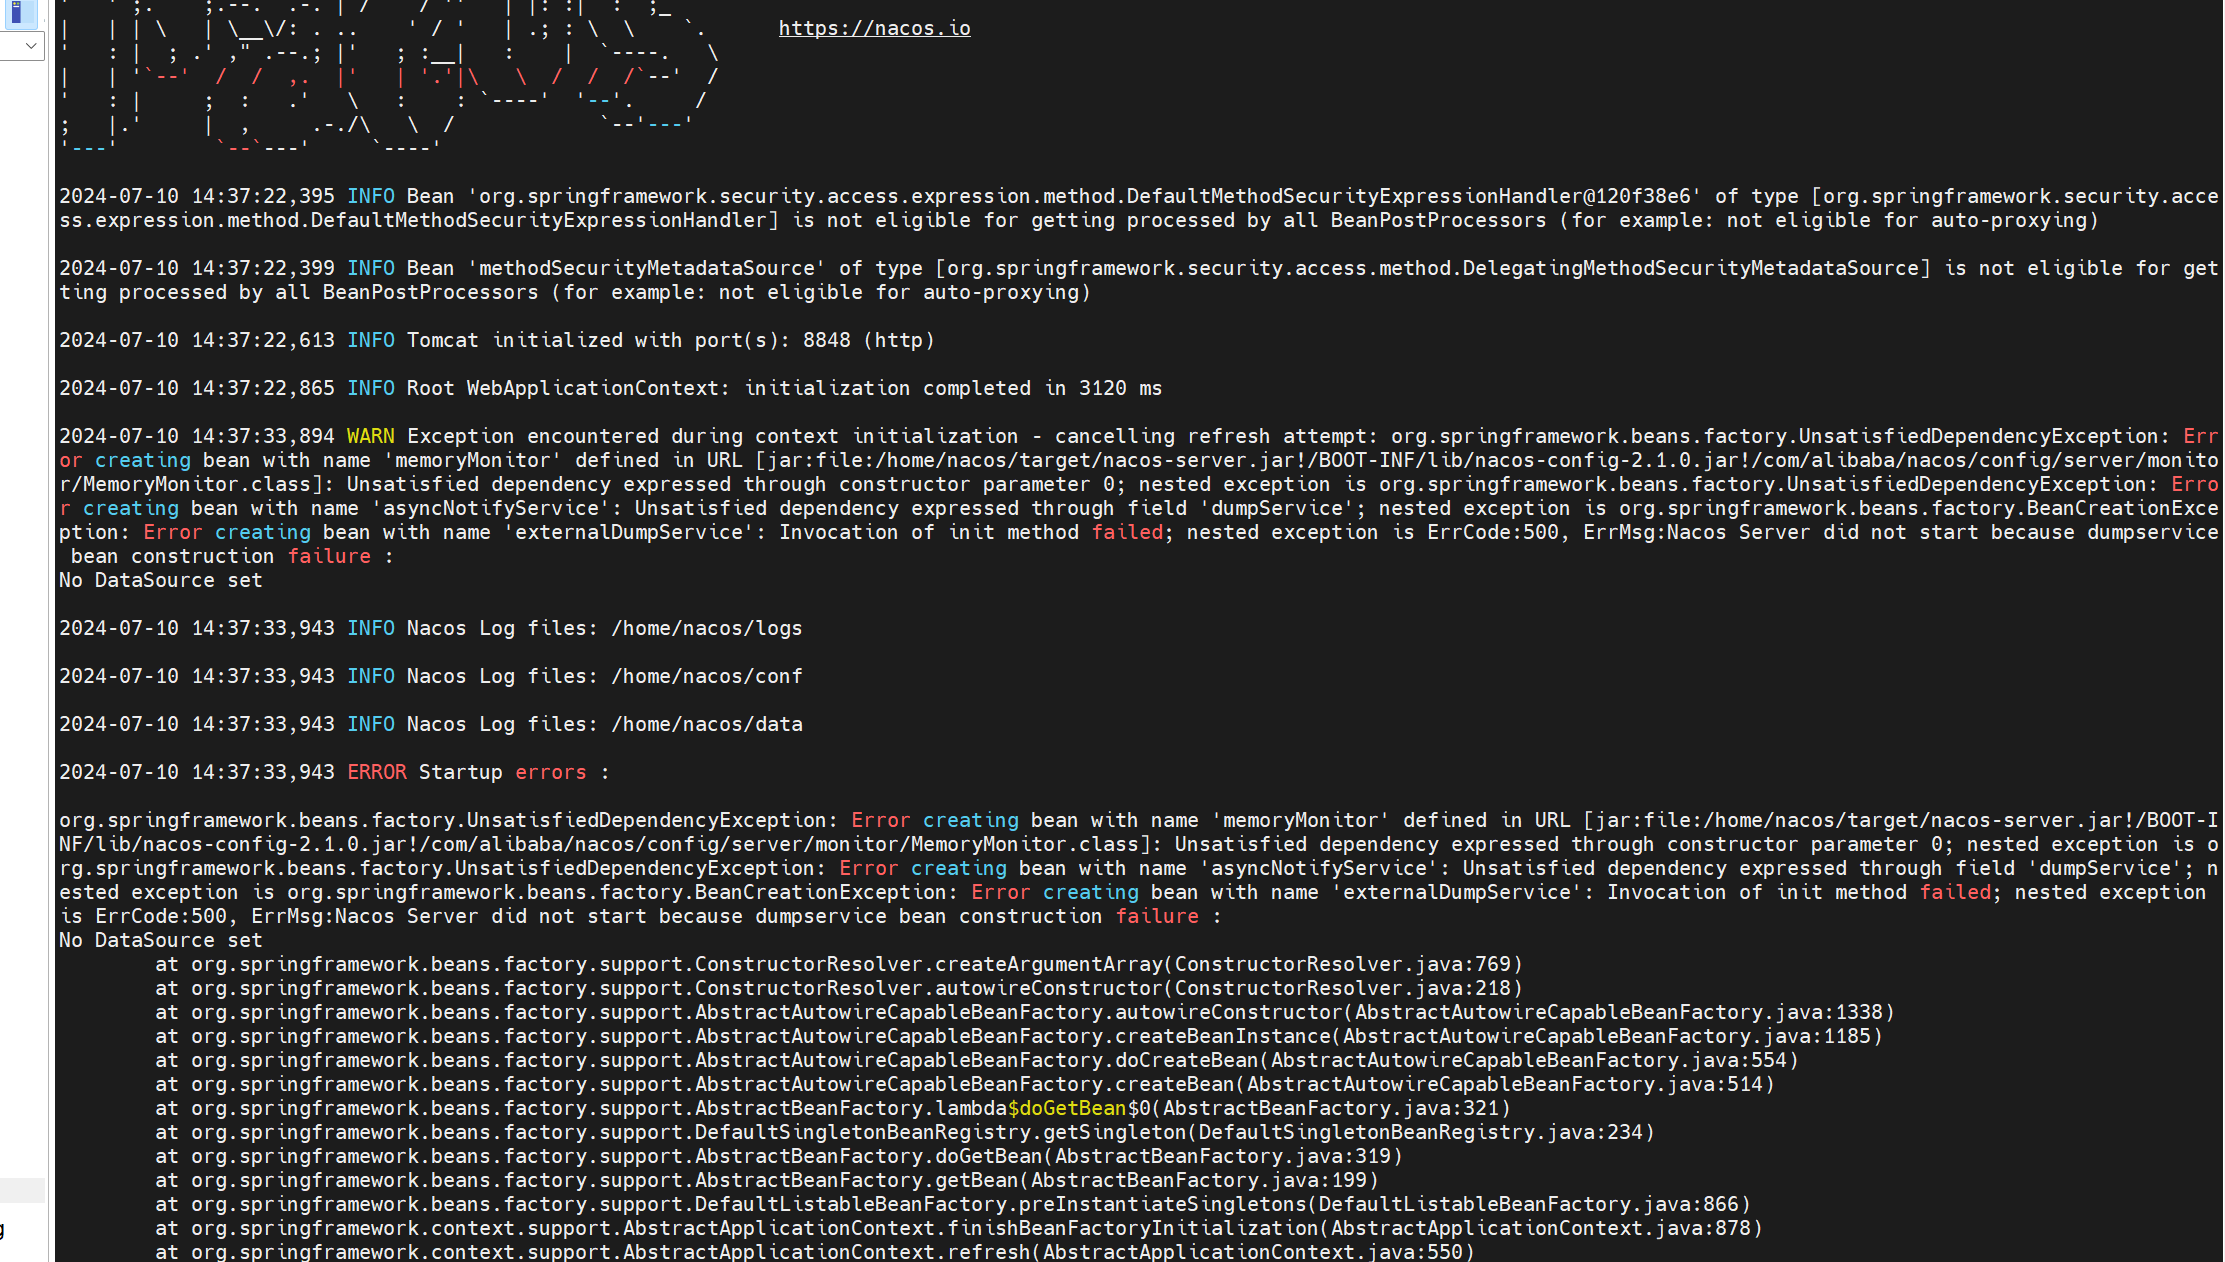 https://nacos.io
2024-07-10 14:37:22,395 INFO Bean 'org.springframework.security.access.expression.method.DefaultMethodSecurityExpressionHandler@120f38e6' of type [org.springframework.security.acce
ss.expression.method.DefaultMethodSecurityExpressionHandler] is not eligible for getting processed by all BeanPostProcessors (for example: not eligible for auto-proxying)
2024-07-10 14:37:22,399 INFO Bean 'methodSecurityMetadataSource' of type [org.springframework.security.access.method.DelegatingMethodSecurityMetadataSource] is not eligible for get
ting processed by all BeanPostProcessors (for example: not eligible for auto-proxying)
2024-07-10 14:37:22,613 INFO Tomcat initialized with port(s): 8848 (http)
2024-07-10 14:37:22,865 INFO Root WebApplicationContext: initialization completed in 3120 ms
2024-07-10 14:37:33,894 WARN Exception encountered during context initialization - cancelling refresh attempt: org.springframework.beans.factory.UnsatisfiedDependencyException: Err
or creating bean with name 'memoryMonitor' defined in URL [jar:file:/home/nacos/target/nacos-server.jar!/BOOT-INF/lib/nacos-config-2.1.0.jar!/com/alibaba/nacos/config/server/monito
r/MemoryMonitor.class]: Unsatisfied dependency expressed through constructor parameter 0; nested exception is org.springframework.beans.factory.UnsatisfiedDependencyException: Erro
r creating bean with name 'asyncNotifyService': Unsatisfied dependency expressed through field 'dumpService'; nested exception is org.springframework.beans.factory.BeanCreationExce
ption: Error creating bean with name 'externalDumpService': Invocation of init method failed; nested exception is ErrCode:500, ErrMsg:Nacos Server did not start because dumpservice
bean construction failure :
No DataSource set
2024-07-10 14:37:33,943 INFO Nacos Log files: /home/nacos/logs
2024-07-10 14:37:33,943 INFO Nacos Log files: /home/nacos/conf
2024-07-10 14:37:33,943 INFO Nacos Log files: /home/nacos/data
2024-07-10 14:37:33,943 ERROR Startup errors :
org.springframework.beans.factory.UnsatisfiedDependencyException: Error creating bean with name 'memoryMonitor' defined in URL [jar:file:/home/nacos/target/nacos-server.jar!/BOOT-I
NF/lib/nacos-config-2.1.0.jar!/com/alibaba/nacos/config/server/monitor/MemoryMonitor.class]: Unsatisfied dependency expressed through constructor parameter 0; nested exception is o
rg.springframework.beans.factory.UnsatisfiedDependencyException: Error creating bean with name 'asyncNotifyService': Unsatisfied dependency expressed through field 'dumpService'; n
ested exception is org.springframework.beans.factory.BeanCreationException: Error creating bean with name 'externalDumpService': Invocation of init method failed; nested exception
is ErrCode:500, ErrMsg:Nacos Server did not start because dumpservice bean construction failure :
No DataSource set
at org.springframework.beans.factory.support.ConstructorResolver.createArgumentArray(ConstructorResolver.java:769)
at org.springframework.beans.factory.support.ConstructorResolver.autowireConstructor(ConstructorResolver.java:218)
at org.springframework.beans.factory.support.AbstractAutowireCapableBeanFactory.autowireConstructor(AbstractAutowireCapableBeanFactory.java:1338)
at org.springframework.beans.factory.support.AbstractAutowireCapableBeanFactory.createBeanInstance(AbstractAutowireCapableBeanFactory.java:1185)
at org.springframework.beans.factory.support.AbstractAutowireCapableBeanFactory.doCreateBean(AbstractAutowireCapableBeanFactory.java:554)
at org.springframework.beans.factory.support.AbstractAutowireCapableBeanFactory.createBean(AbstractAutowireCapableBeanFactory.java:514)
at org.springframework.beans.factory.support.AbstractBeanFactory.lambda$doGetBean$0(AbstractBeanFactory.java:321)
at org.springframework.beans.factory.support.DefaultSingletonBeanRegistry.getSingleton(DefaultSingletonBeanRegistry.java:234)
at org.springframework.beans.factory.support.AbstractBeanFactory.doGetBean(AbstractBeanFactory.java:319)
at org.springframework.beans.factory.support.AbstractBeanFactory.getBean(AbstractBeanFactory.java:199)
at org.springframework.beans.factory.support.DefaultListableBeanFactory.preInstantiateSingletons(DefaultListableBeanFactory.java:866)
at org.springframework.context.support.AbstractApplicationContext.finishBeanFactoryInitialization(AbstractApplicationContext.java:878)
at org.springframework.context.support.AbstractApplicationContext.refresh(AbstractApplicationContext.java:550)